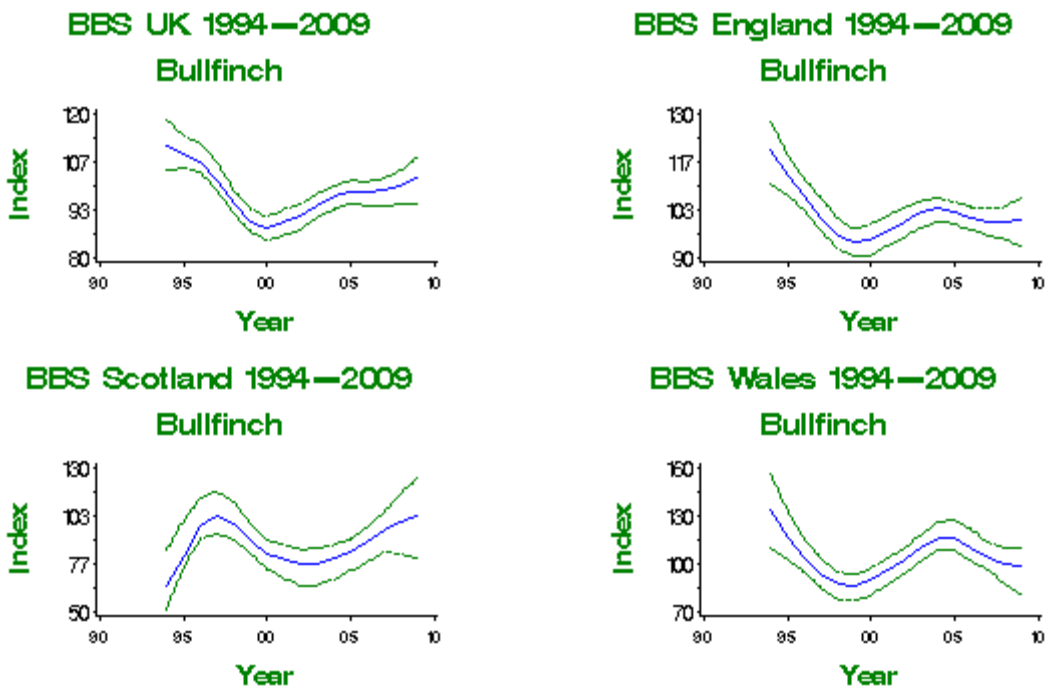 BBS UK 1994—2009
Bullfinch
120
107
93
80
Index
90 95 00 05 10
Year
BBS England 1994—2009
Bullfinch
130
117
103
90
Index
90 95 00 05 10
Year
BBS Scotland 1994—2009
Bullfinch
130
103
77
50
Index
90 95 00 05 10
Year
BBS Wales 1994—2009
Bullfinch
160
130
100
70
Index
90 95 00 05 10
Year